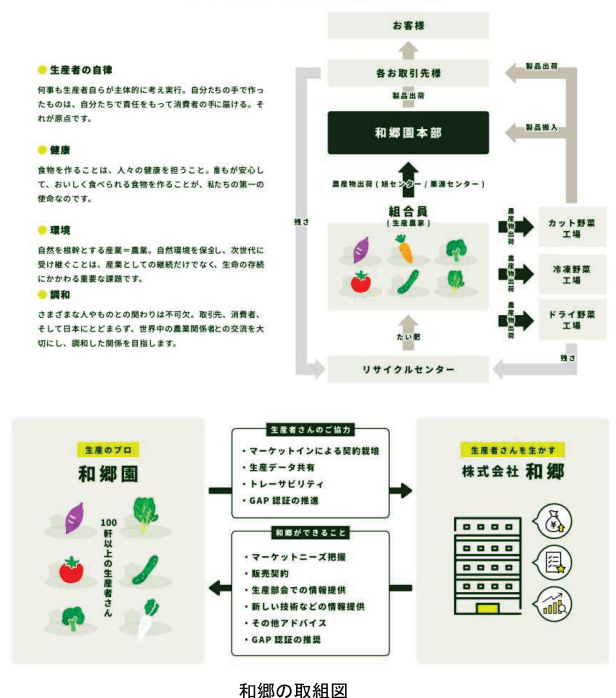 生産者の自律
何事も生産者自らが主体的に考え実行。自分たちの手で作っ
たものは、自分たちで責任をもって消費者の手に届ける。そ
れが原点です。
健康
食物を作ることは、人々の健康を担うこと。誰もが安心し
て、おいしく食べられる食物を作ることが、私たちの第一の
使命なのです。
環境
自然を根幹とする産業＝農業。自然環境を保全し、次世代に
受け継ぐことは、産業としての継続だけでなく、生命の存続
にかかわる重要な課題です。
調和
さまざまな人やものとの関わりは不可欠。取引先、消費者、
そして日本にとどまらず、世界中の農業関係者との交流を大
切にし、調和した関係を目指します。
お客様
各お取引先様
製品出荷
製品出荷
和郷園本部
製品搬入
農産物出荷(旭センター/栗源センター)
残さ
組合員
(生産農家)
農産物出荷
カット野菜
工場
農産物出荷
冷凍野菜
工場
農産物出荷
ドライ野菜
工場
たい肥
残さ
リサイクルセンター
生産のプロ
和郷園
100軒以上の生産者さん
生産者さんのご協力
・マーケットインによる契約栽培
・生産データ共有
・トレーサビリティ
・GAP 認証の推進
和郷ができること
・マーケットニーズ把握
・販売契約
・生産部会での情報提供
・新しい技術などの情報提供
・その他アドバイス
・GAP 認証の推奨
生産者さんを生かす
株式会社 和郷
¥
和郷の取組図